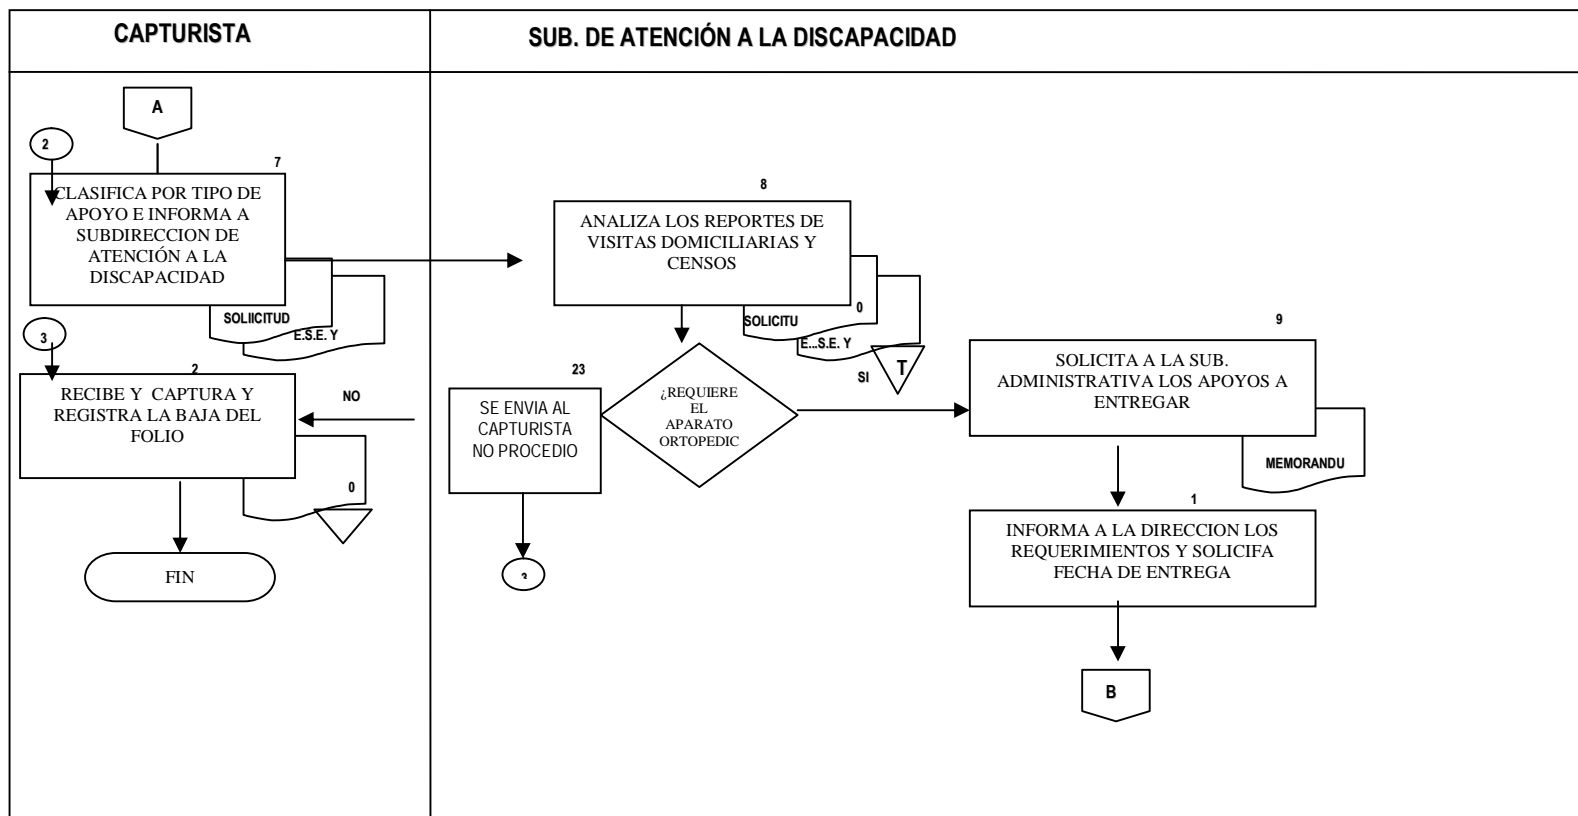 CAPTURISTA
SUB. DE ATENCIÓN A LA DISCAPACIDAD
A
2
7
CLASIFICA POR TIPO DE
APOYO E INFORMA A
SUBDIRECCION DE
ATENCIÓN A LA
DISCAPACIDAD
SOLIICITUD
E.S.E. Y
3
2
RECIBE Y CAPTURA Y
REGISTRA LA BAJA DEL
FOLIO
NO
0
FIN
8
ANALIZA LOS REPORTES DE
VISITAS DOMICILIARIAS Y
CENSOS
0
SOLICITU
E...S.E. Y
T
SI
23
SE ENVIA AL
CAPTURISTA
NO PROCEDIO
¿REQUIERE
EL
APARATO
ORTOPEDIC
9
SOLICITA A LA SUB.
ADMINISTRATIVA LOS APOYOS A
ENTREGAR
MEMORANDU
1
INFORMA A LA DIRECCION LOS
REQUERIMIENTOS Y SOLICIFA
FECHA DE ENTREGA
B